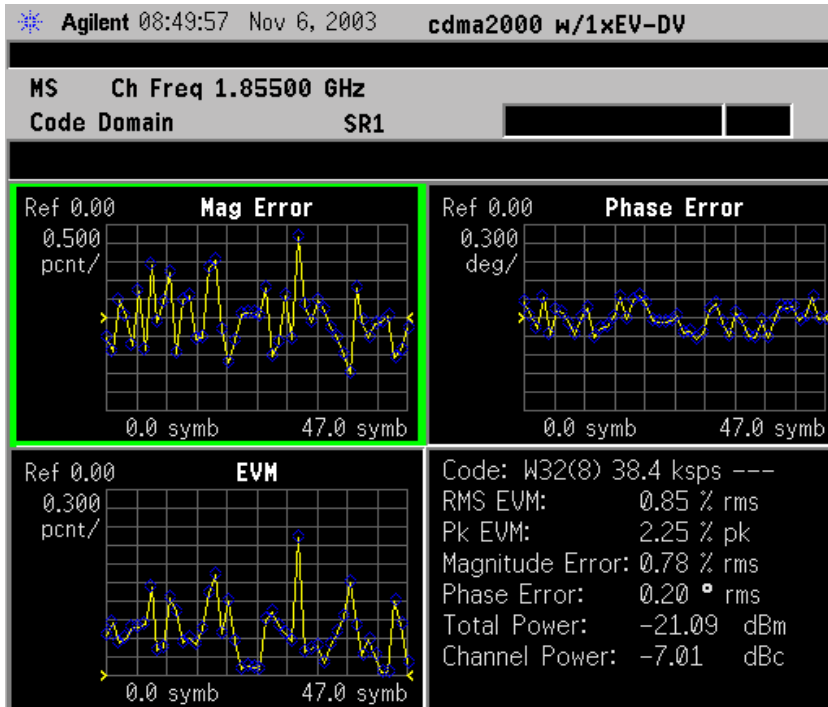 Agilent 08:49:57 Nov 6, 2003 cdma2000 w/1xEV-DV
MS Ch Freq 1.85500 GHz
Code Domain SR1
Ref 0.00 Mag Error
0.500
pcnt/
0.0 symb 47.0 symb
Ref 0.00 Phase Error
0.300
deg/
0.0 symb 47.0 symb
Ref 0.00 EVM
0.300
pcnt/
0.0 symb 47.0 symb
Code: W32(8) 38.4 ksps ---
RMS EVM: 0.85 % rms
Pk EVM: 2.25 % pk
Magnitude Error: 0.78 % rms
Phase Error: 0.20 ° rms
Total Power: -21.09 dBm
Channel Power: -7.01 dBc